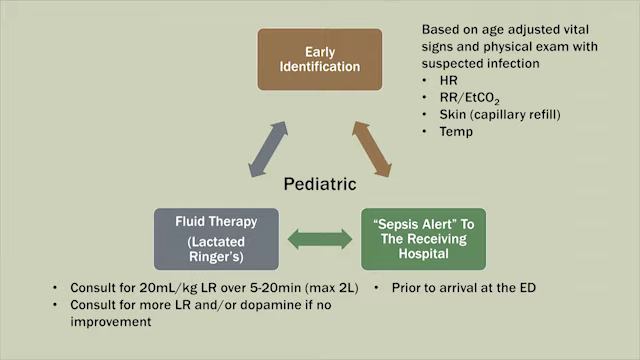 Early
Identification
Based on age adjusted vital
signs and physical exam with
suspected infection
• HR
• RR/EtCO₂
• Skin (capillary refill)
• Temp
Pediatric
Fluid Therapy
(Lactated
Ringer's)
"Sepsis Alert" To
The Receiving
Hospital
• Consult for 20mL/kg LR over 5-20min (max 2L)
• Consult for more LR and/or dopamine if no
improvement
• Prior to arrival at the ED